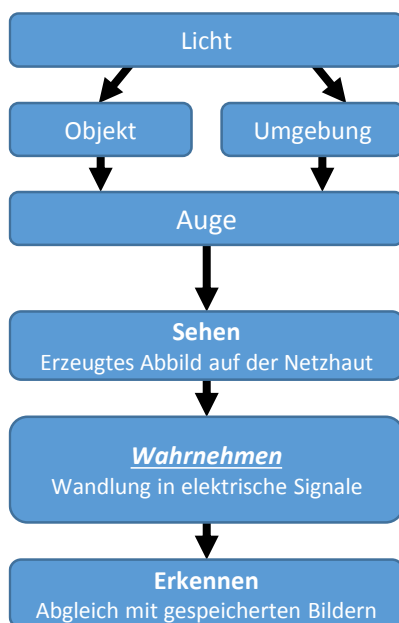 Licht
Objekt
Umgebung
Auge
Sehen
Erzeugtes Abbild auf der Netzhaut
Wahrnehmen
Wandlung in elektrische Signale
Erkennen
Abgleich mit gespeicherten Bildern